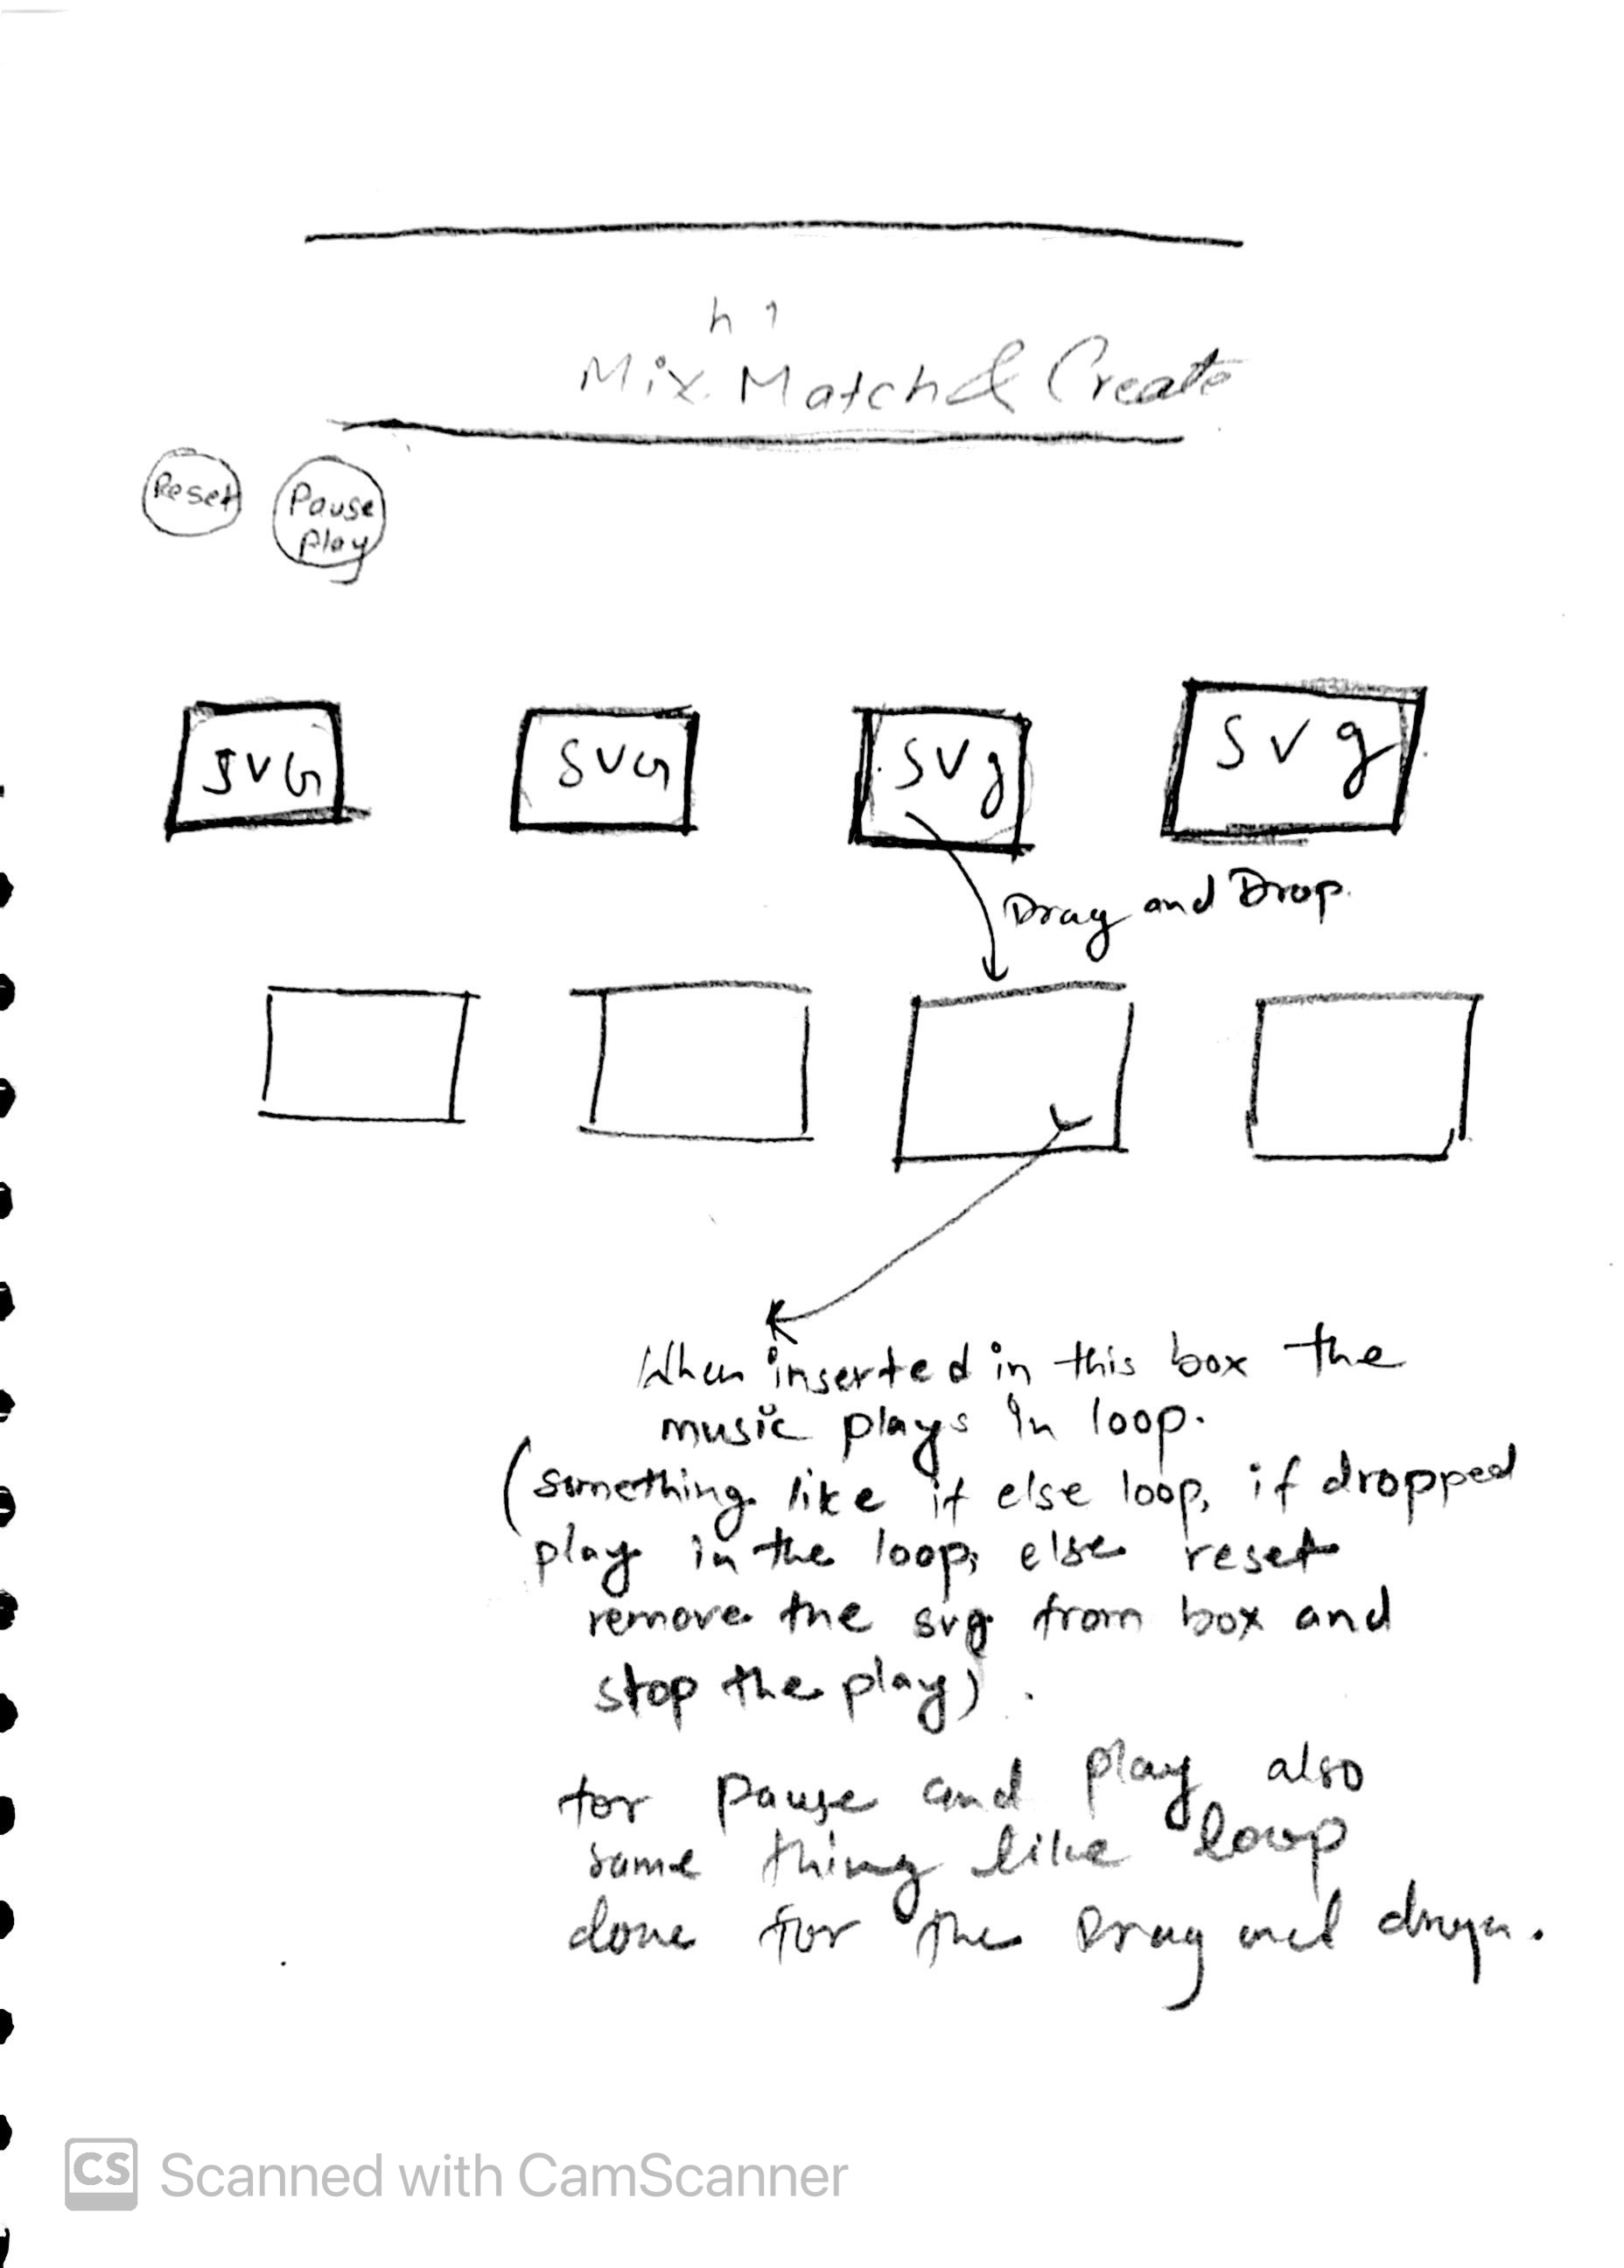 h1
Mix Match & Create
Reset
Pause
Play
SVG
SVG
SVg
SVg
Drag and Drop.
When inserted in this box the
music plays in loop.
(something like if else loop, if dropped
play in the loop, else reset
remove the svg from box and
stop the play).
for pause and play also
same thing like loop
done for the Drag and
CS Scanned with CamScanner